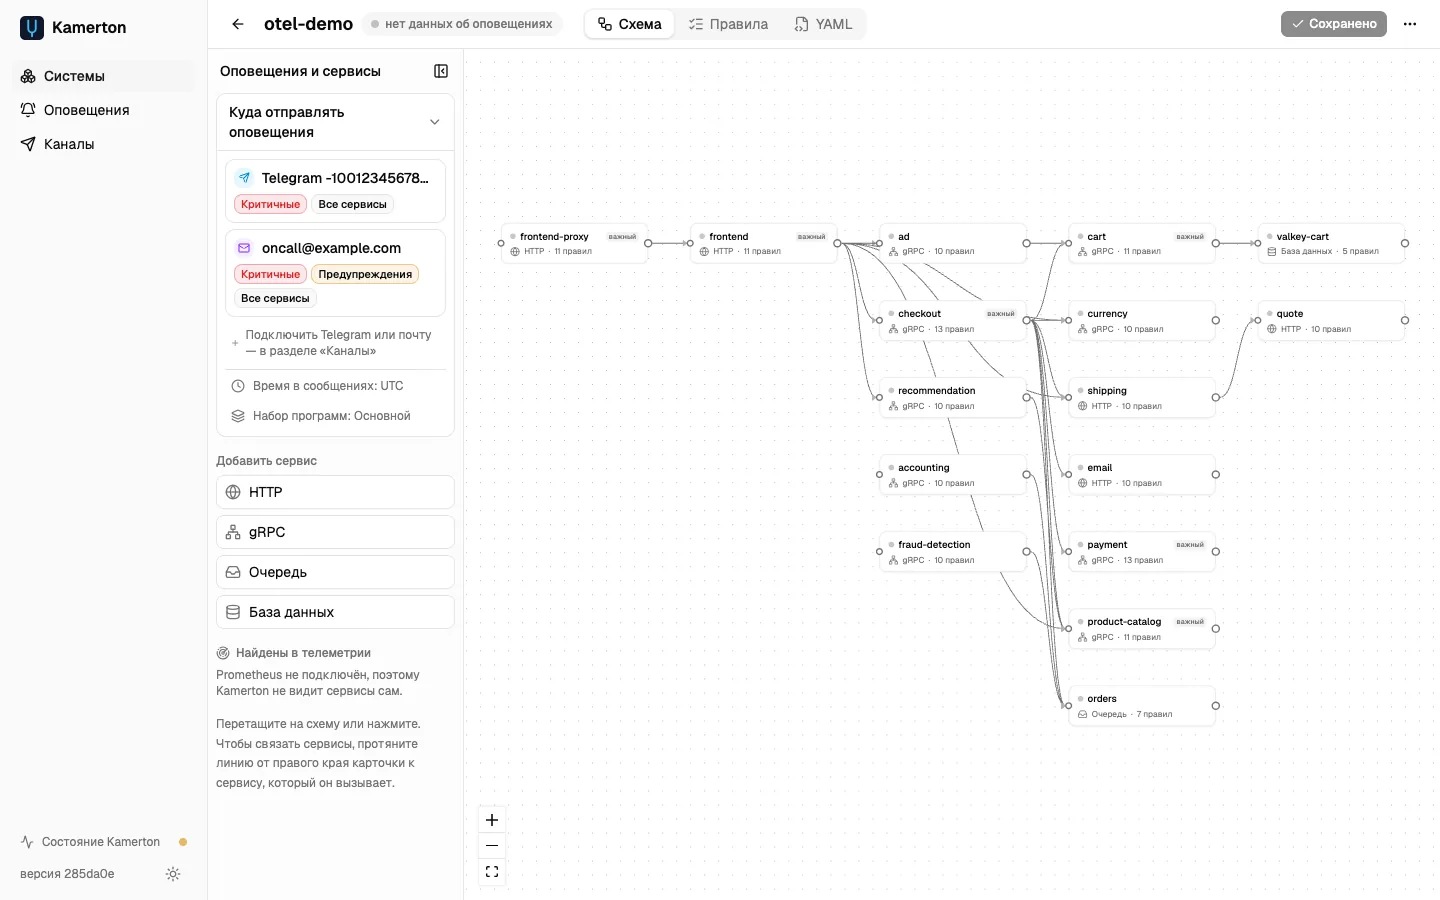 Kamerton
Системы
Оповещения
Каналы
Состояние Kamerton
версия 285da0e
otel-demo
нет данных об оповещениях
Схема
Правила
YAML
Сохранено
Оповещения и сервисы
Куда отправлять
оповещения
Telegram -10012345678...
Критичные
Все сервисы
oncall@example.com
Критичные
Предупреждения
Все сервисы
Подключить Telegram или почту
— в разделе «Каналы»
Время в сообщениях: UTC
Набор программ: Основной
Добавить сервис
HTTP
gRPC
Очередь
База данных
Найдены в телеметрии
Prometheus не подключён, поэтому
Kamerton не видит сервисы сам.
Перетащите на схему или нажмите.
Чтобы связать сервисы, протяните
линию от правого края карточки к
сервису, который он вызывает.
frontend-proxy важный
HTTP · 11 правил
frontend важный
HTTP · 11 правил
ad
gRPC · 10 правил
cart важный
gRPC · 11 правил
valkey-cart
База данных · 5 правил
checkout важный
gRPC · 13 правил
currency
gRPC · 10 правил
quote
HTTP · 10 правил
recommendation
gRPC · 10 правил
shipping
HTTP · 10 правил
accounting
gRPC · 10 правил
email
HTTP · 10 правил
fraud-detection
gRPC · 10 правил
payment важный
gRPC · 13 правил
product-catalog важный
gRPC · 11 правил
orders
Очередь · 7 правил